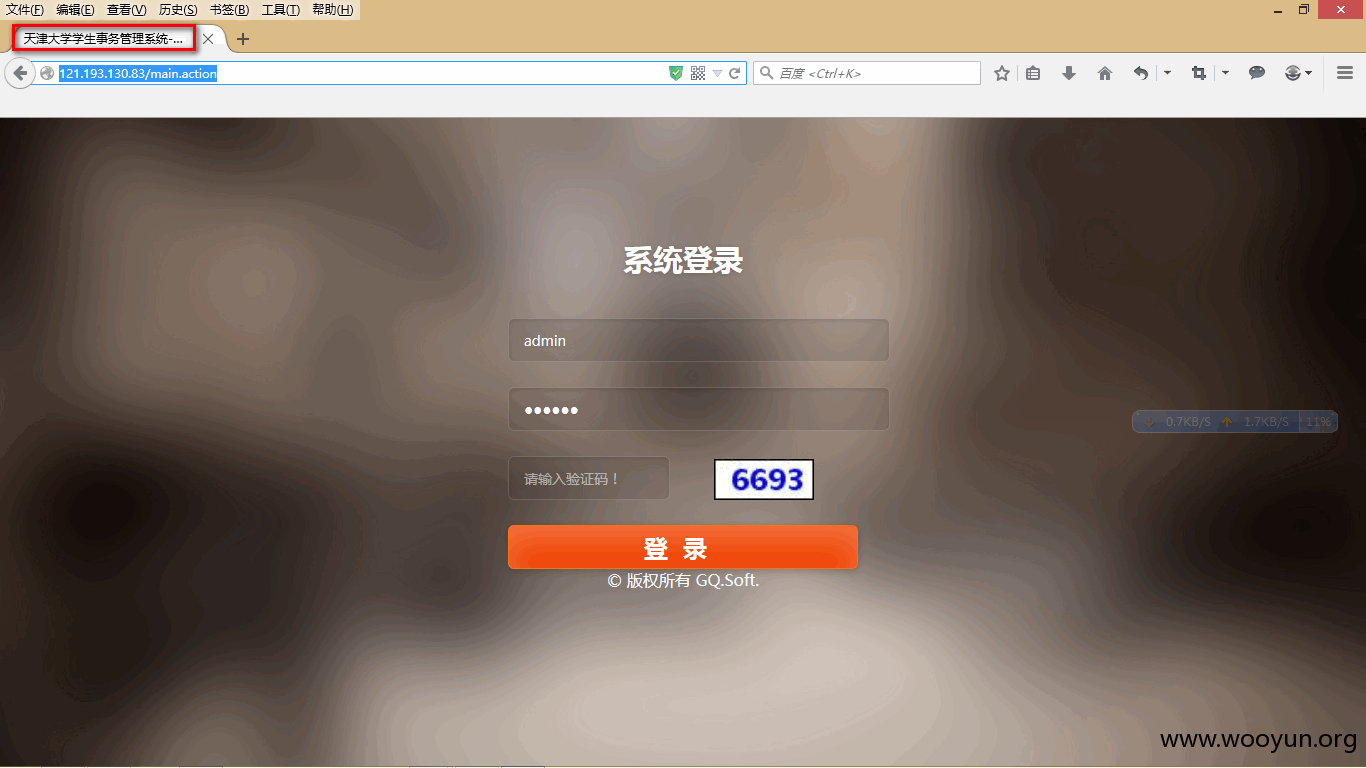 文件(F) 编辑(E) 查看(V) 历史(S) 书签(B) 工具(T) 帮助(H)
天津大学学生事务管理系统-...
121.193.130.83/main.action
百度 <Ctrl+K>
系统登录
admin
••••••
0.7KB/S 1.7KB/S 11%
请输入验证码！ 6693
登 录
© 版权所有 GQ.Soft.
www.wooyun.org